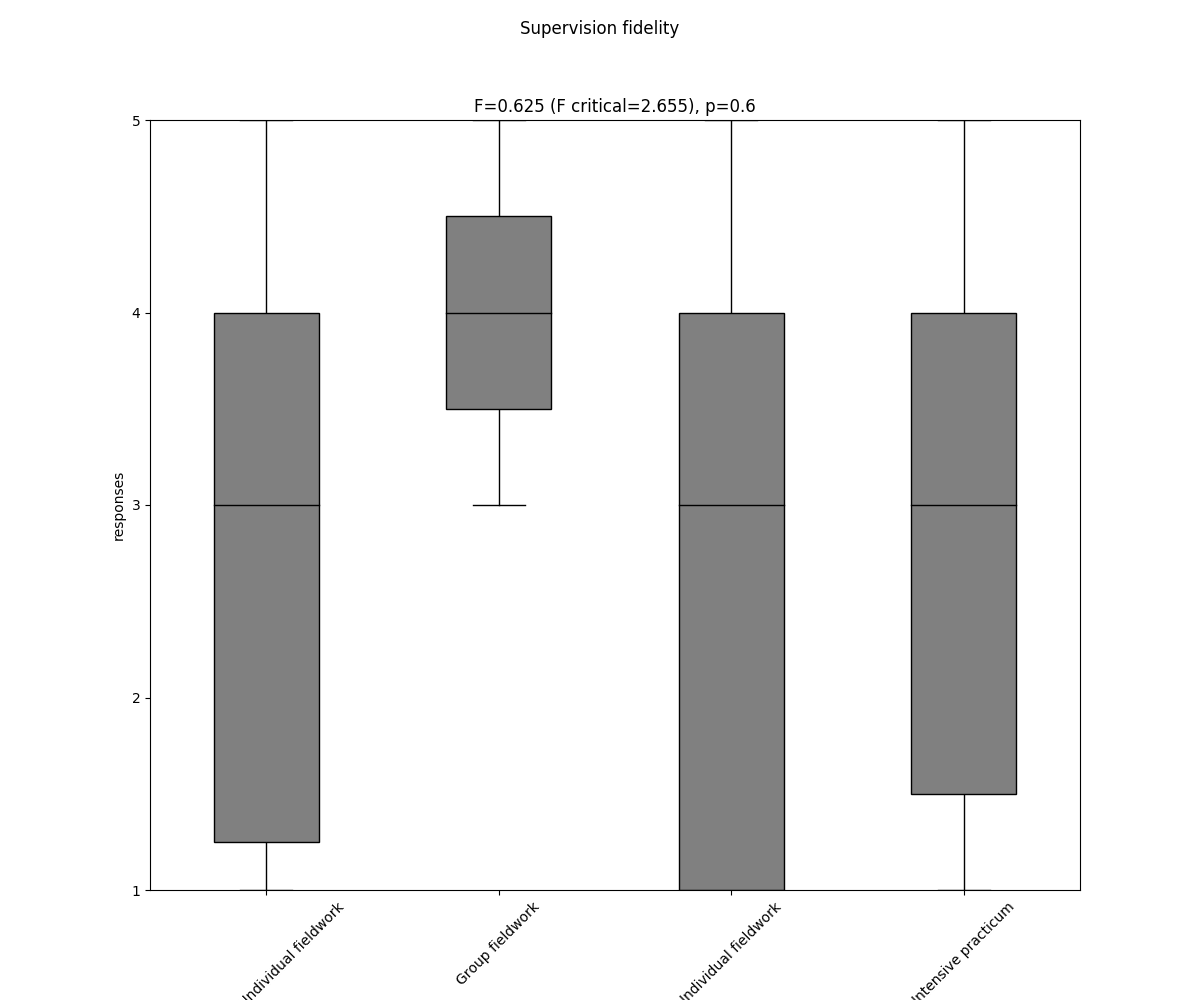 Supervision fidelity
F=0.625 (F critical=2.655), p=0.6
5
4
3
2
1
responses
Individual fieldwork
Group fieldwork
Individual fieldwork
Intensive practicum